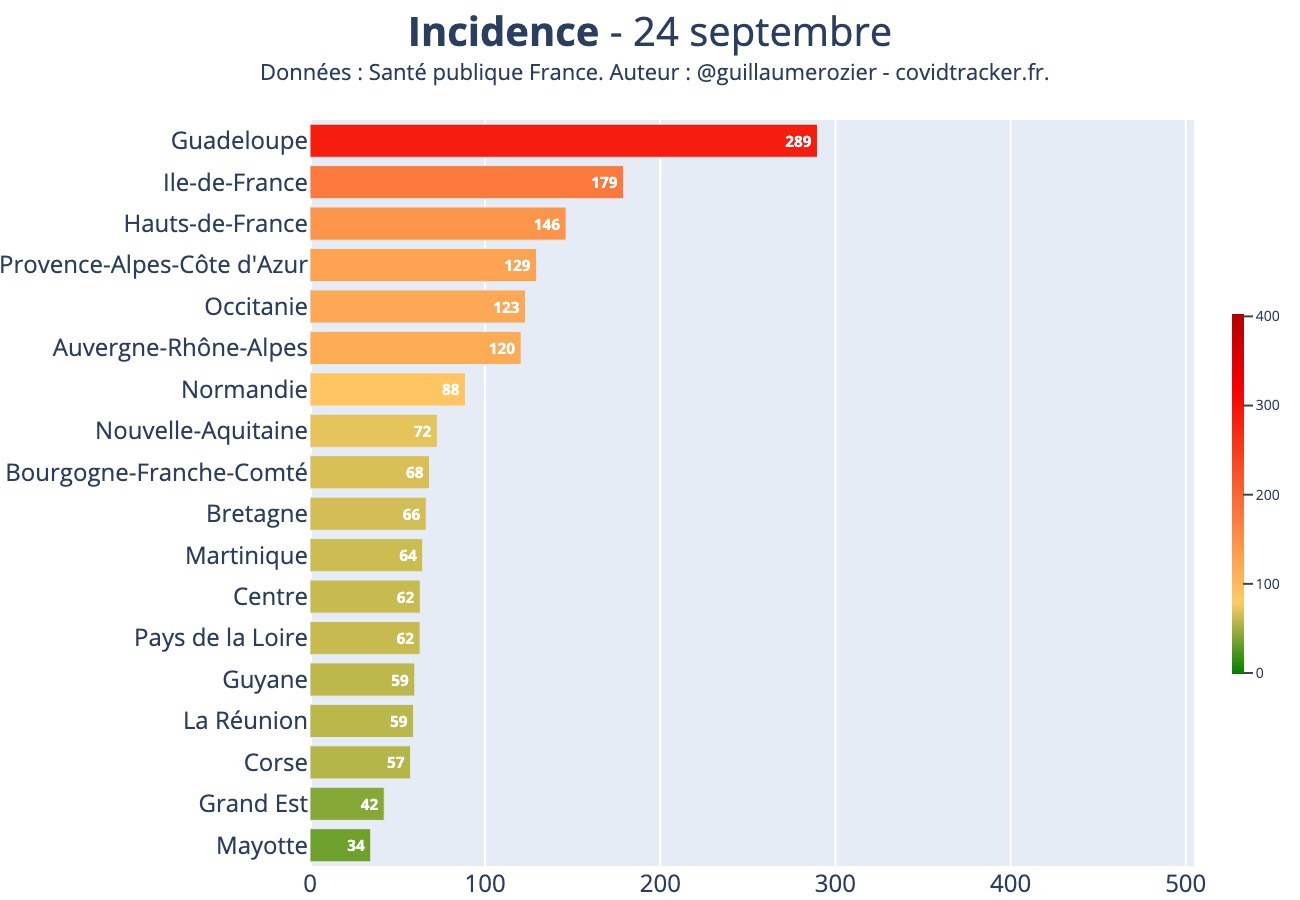 Incidence - 24 septembre
Données : Santé publique France. Auteur : @guillaumerozier - covidtracker.fr.
Guadeloupe 289
Ile-de-France 179
Hauts-de-France 146
Provence-Alpes-Côte d'Azur 129
Occitanie 123
Auvergne-Rhône-Alpes 120
Normandie 88
Nouvelle-Aquitaine 72
Bourgogne-Franche-Comté 68
Bretagne 66
Martinique 64
Centre 62
Pays de la Loire 62
Guyane 59
La Réunion 59
Corse 57
Grand Est 42
Mayotte 34
0 100 200 300 400 500
400
300
200
100
0